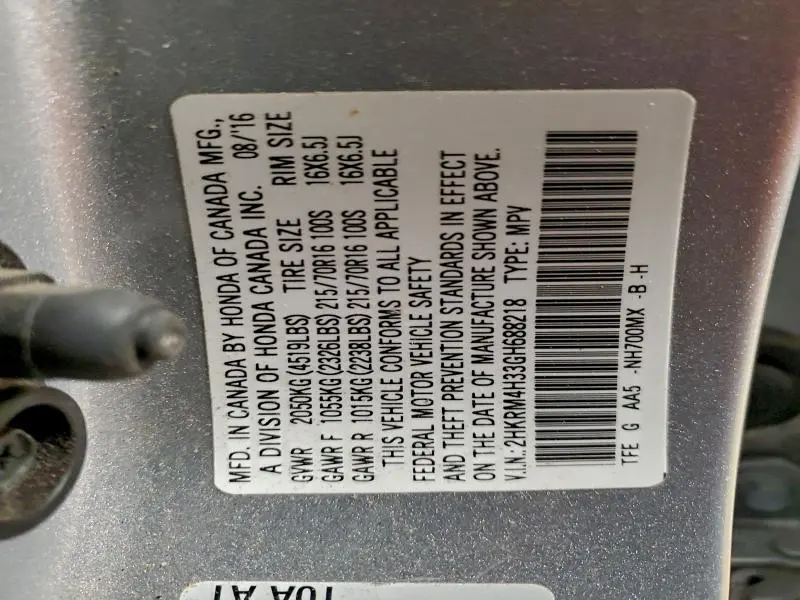 MFD. IN CANADA BY HONDA OF CANADA MFG.,
A DIVISION OF HONDA CANADA INC. 08/'16
GVWR 2050KG(4519LBS) TIRE SIZE RIM SIZE
GAWR F 1055KG(2326LBS) 215/70R16 100S 16X6.5J
GAWR R 1015KG(2238LBS) 215/70R16 100S 16X6.5J
THIS VEHICLE CONFORMS TO ALL APPLICABLE
FEDERAL MOTOR VEHICLE SAFETY
AND THEFT PREVENTION STANDARDS IN EFFECT
ON THE DATE OF MANUFACTURE SHOWN ABOVE.
V.I.N.: 2HKRM4H33GH688218 TYPE: MPV
TFE G AA5 -NH700MX -B -H